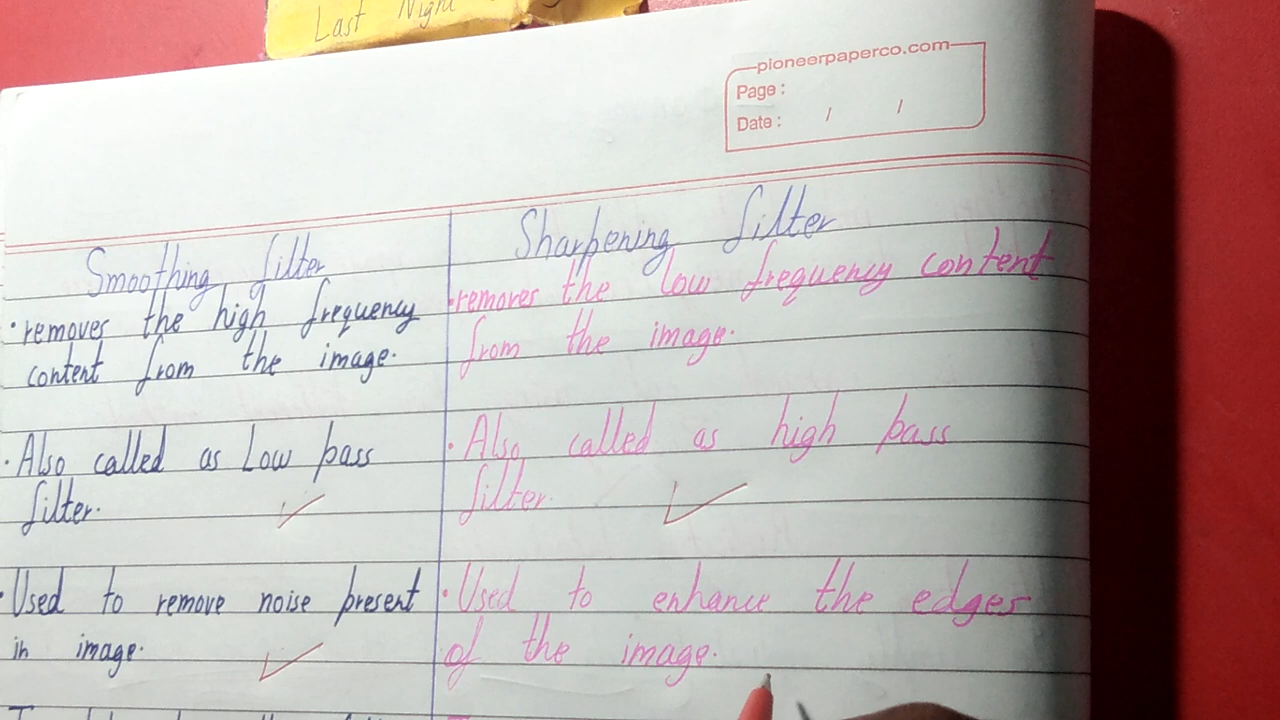 Last Night
pioneerpaperco.com
Page :
Date : / /
Smoothing filter
• removes the high frequency
content from the image.
• Also called as Low pass
filter.
• Used to remove noise present
in image.
Sharpening filter
• removes the low frequency content
from the image.
• Also called as high pass
filter.
• Used to enhance the edges
of the image.